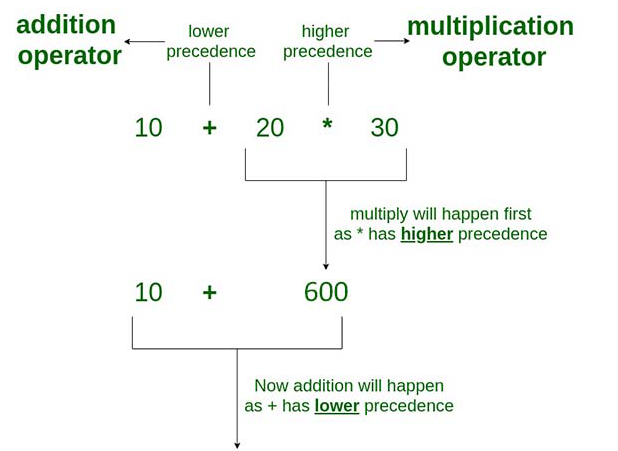 addition
operator
lower
precedence
higher
precedence
multiplication
operator
10 + 20 * 30
multiply will happen first
as * has higher precedence
10 + 600
Now addition will happen
as + has lower precedence